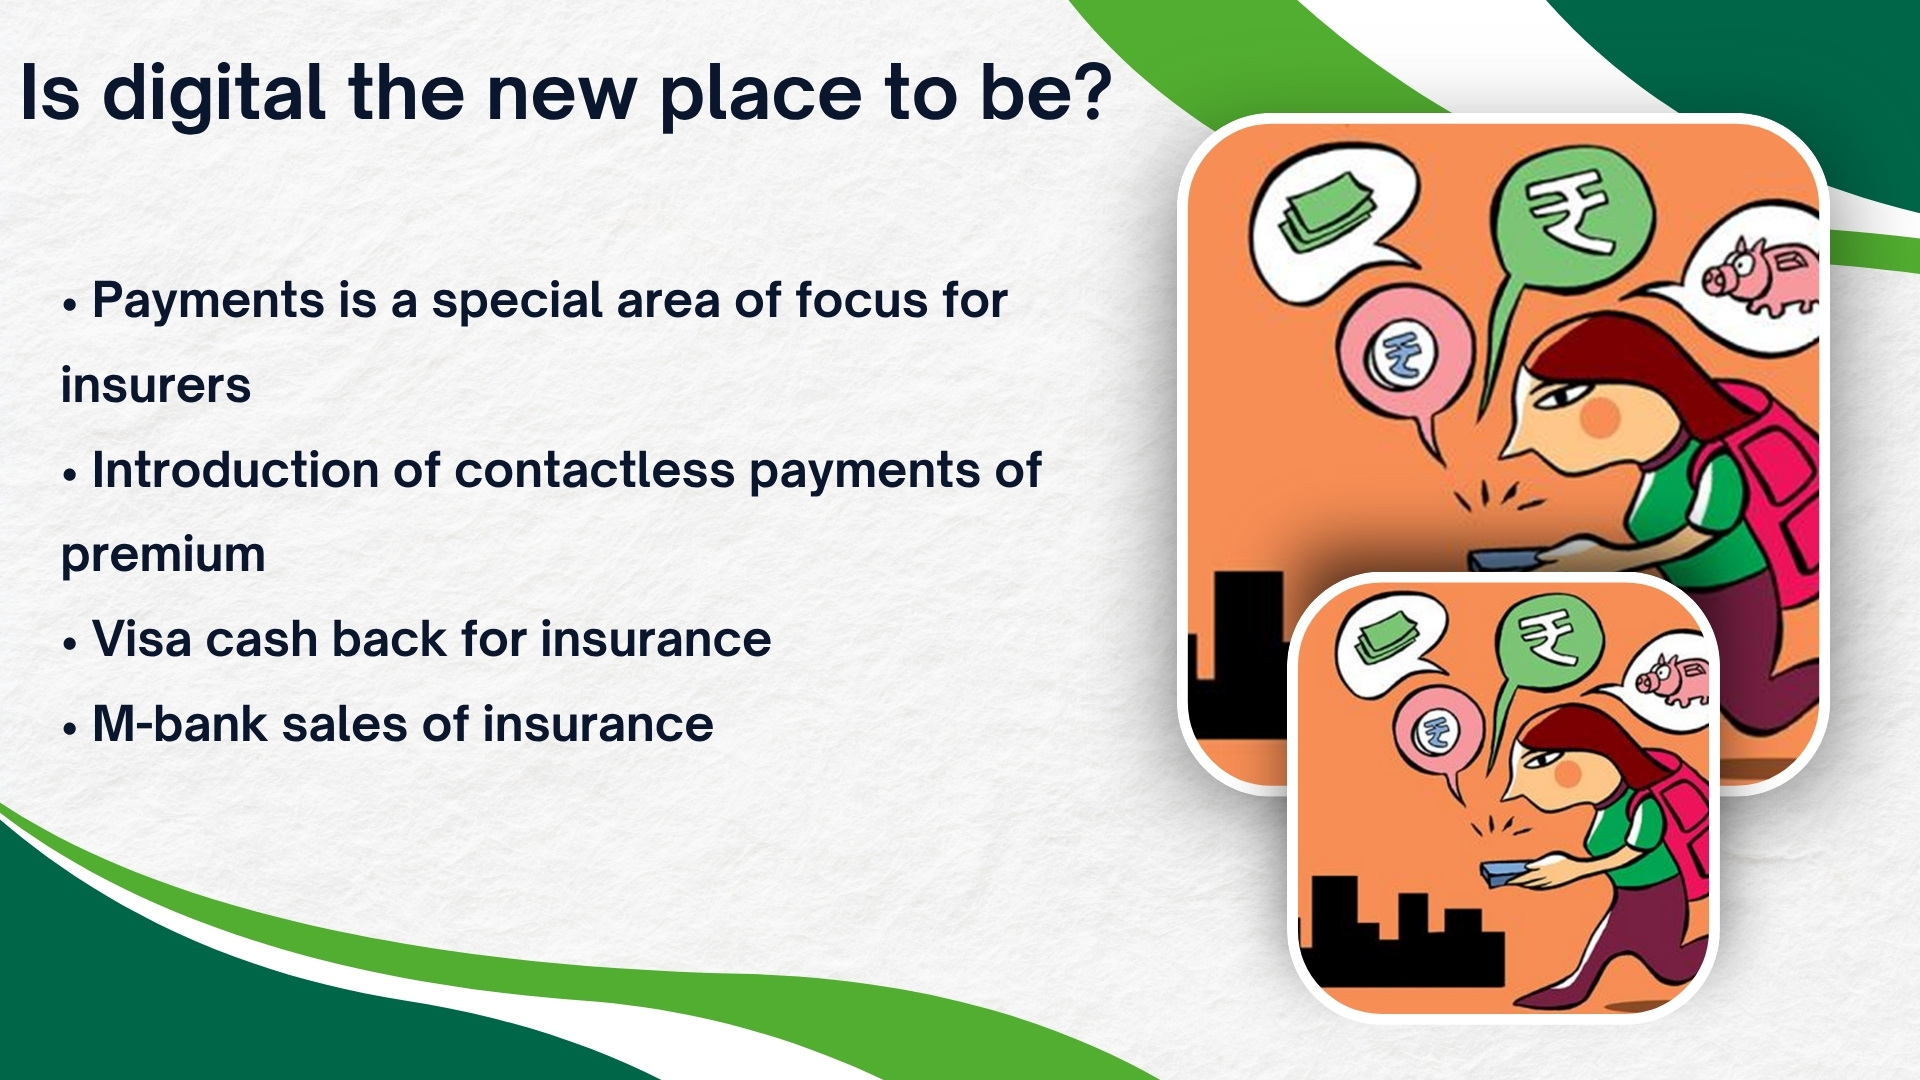 Is digital the new place to be?
• Payments is a special area of focus for
insurers
• Introduction of contactless payments of
premium
• Visa cash back for insurance
• M-bank sales of insurance
₹
₹
₹
₹